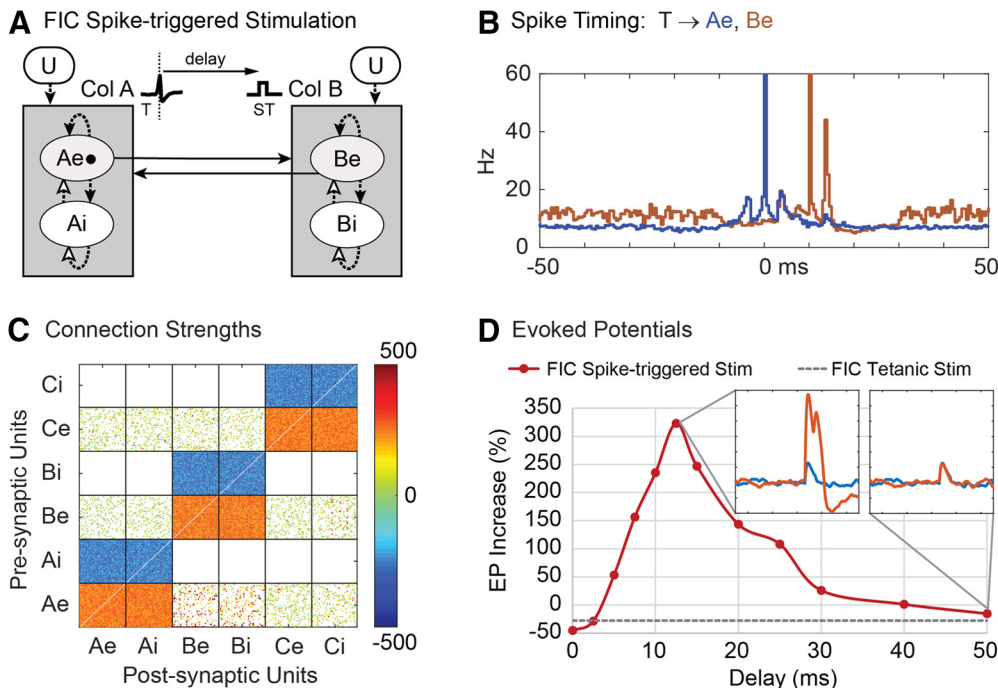 A FIC Spike-triggered Stimulation
U
delay
U
Col A
Col B
T
ST
Ae
Be
Ai
Bi
B Spike Timing: T → Ae, Be
60
40
20
0
Hz
-50
0 ms
50
C Connection Strengths
500
0
-500
Pre-synaptic Units
Ci
Ce
Bi
Be
Ai
Ae
Ae Ai Be Bi Ce Ci
Post-synaptic Units
D Evoked Potentials
FIC Spike-triggered Stim
FIC Tetanic Stim
EP Increase (%)
350
300
250
200
150
100
50
0
-50
0 10 20 30 40 50
Delay (ms)